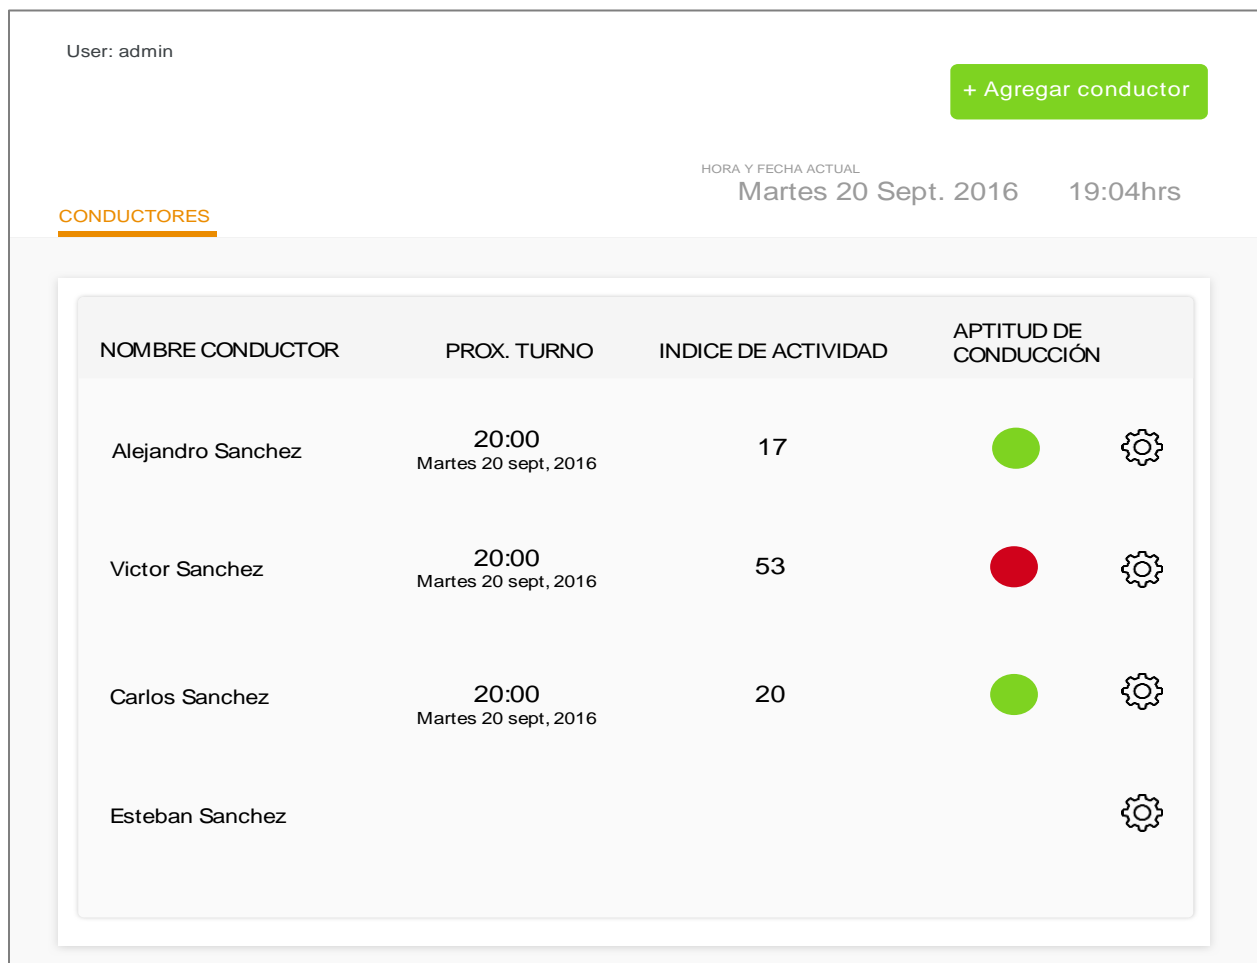 User: admin
+ Agregar conductor
HORA Y FECHA ACTUAL
Martes 20 Sept. 2016 19:04hrs
CONDUCTORES
NOMBRE CONDUCTOR PROX. TURNO INDICE DE ACTIVIDAD APTITUD DE
CONDUCCIÓN
Alejandro Sanchez 20:00 17
Martes 20 sept, 2016
Victor Sanchez 20:00 53
Martes 20 sept, 2016
Carlos Sanchez 20:00 20
Martes 20 sept, 2016
Esteban Sanchez